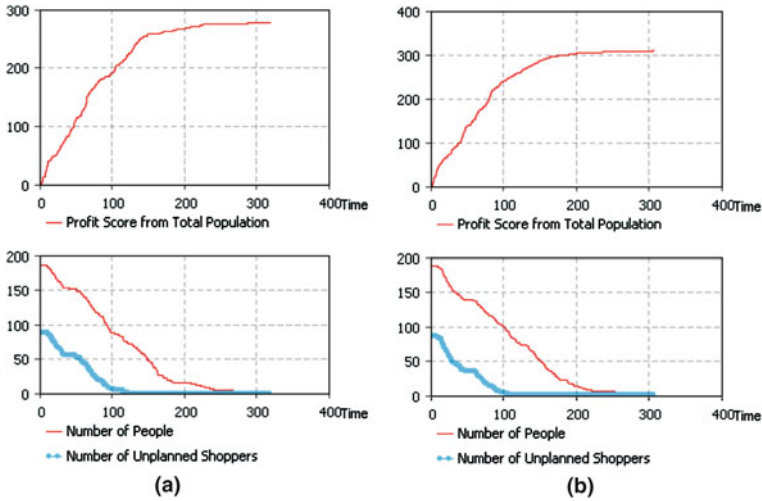 300
200
100
0
0 100 200 300 400 Time
Profit Score from Total Population
200
150
100
50
0
0 100 200 300 400 Time
Number of People
Number of Unplanned Shoppers
(a)
400
300
200
100
0
0 100 200 300 400 Time
Profit Score from Total Population
200
150
100
50
0
0 100 200 300 400 Time
Number of People
Number of Unplanned Shoppers
(b)